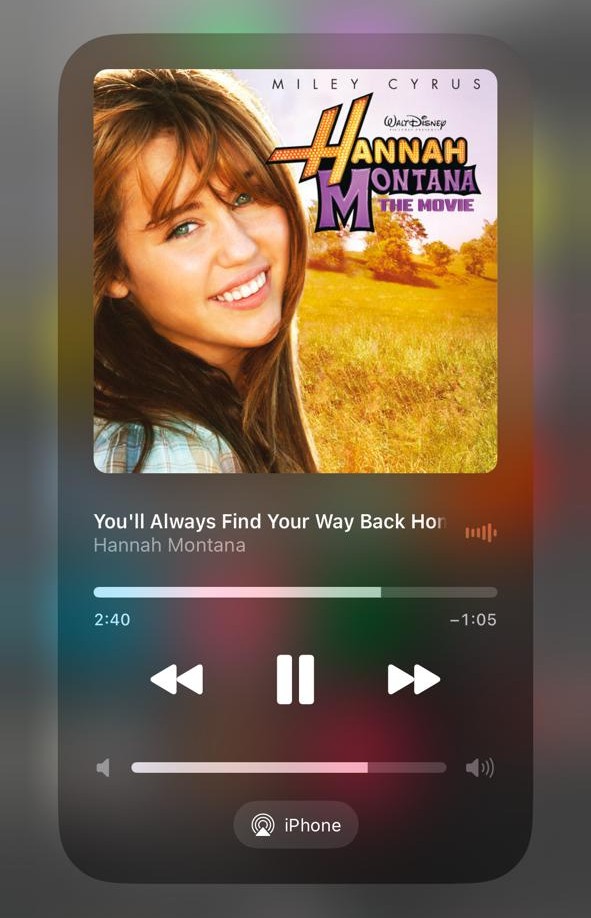 MILEY CYRUS
WALT DISNEY
HANNAH
MONTANA
THE MOVIE
You'll Always Find Your Way Back Hor
Hannah Montana
2:40
−1:05
iPhone